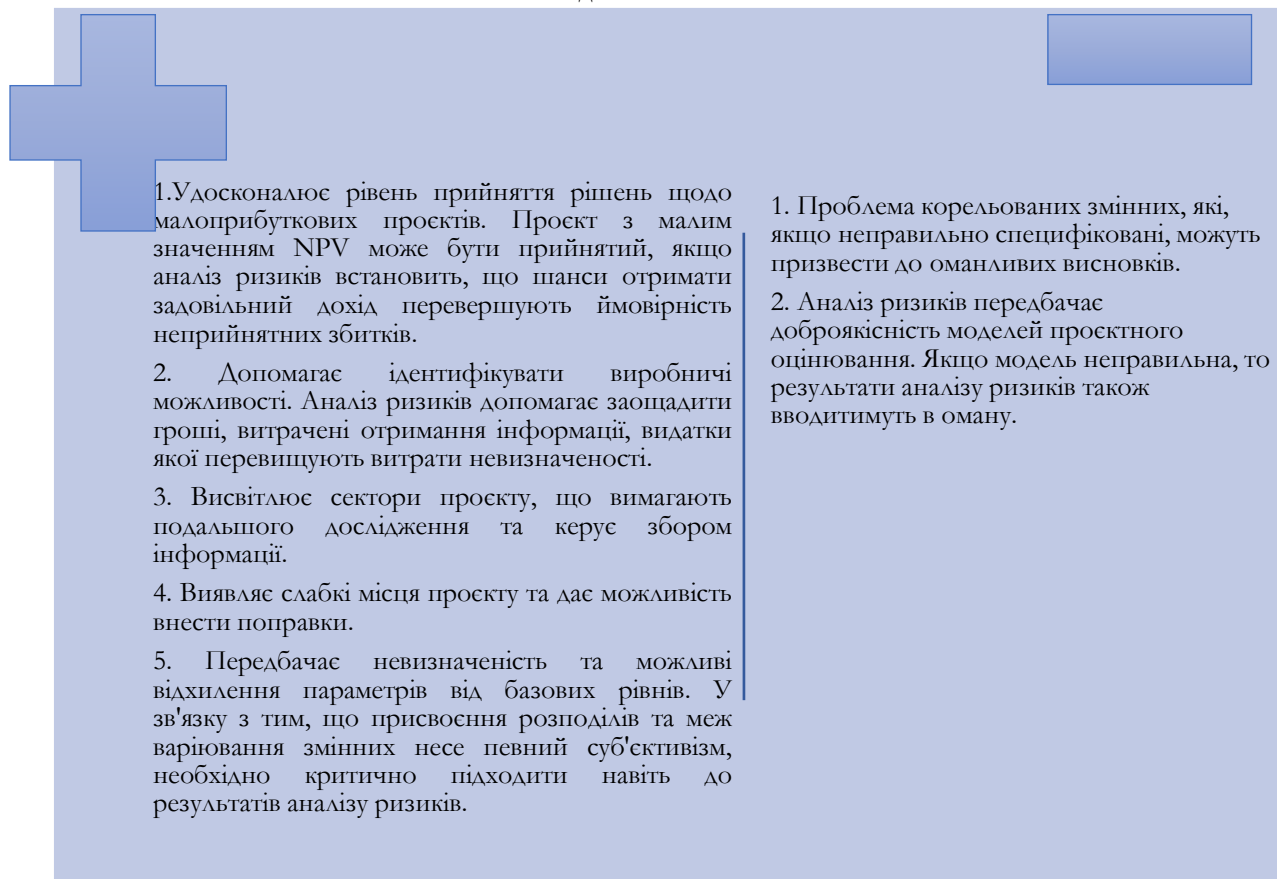 1.Удосконалює рівень прийняття рішень щодо
малоприбуткових проєктів. Проєкт з малим
значенням NPV може бути прийнятий, якщо
аналіз ризиків встановить, що шанси отримати
задовільний дохід перевершують ймовірність
неприйнятних збитків.
2. Допомагає ідентифікувати виробничі
можливості. Аналіз ризиків допомагає заощадити
гроші, витрачені отримання інформації, видатки
якої перевищують витрати невизначеності.
3. Висвітлює сектори проєкту, що вимагають
подальшого дослідження та керує збором
інформації.
4. Виявляє слабкі місця проєкту та дає можливість
внести поправки.
5. Передбачає невизначеність та можливі
відхилення параметрів від базових рівнів. У
зв'язку з тим, що присвоєння розподілів та меж
варіювання змінних несе певний суб'єктивізм,
необхідно критично підходити навіть до
результатів аналізу ризиків.
1. Проблема корельованих змінних, які,
якщо неправильно специфіковані, можуть
призвести до оманливих висновків.
2. Аналіз ризиків передбачає
доброякісність моделей проєктного
оцінювання. Якщо модель неправильна, то
результати аналізу ризиків також
вводитимуть в оману.